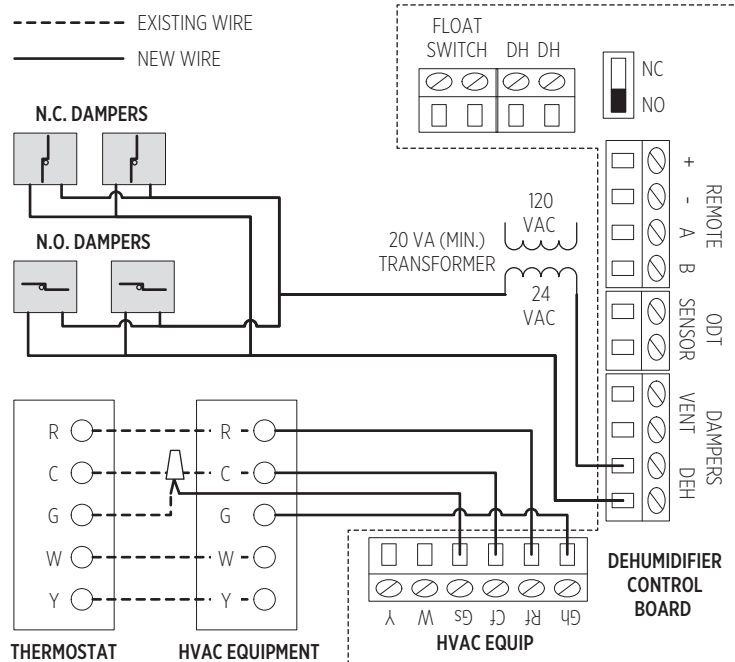 EXISTING WIRE
NEW WIRE
N.C. DAMPERS
N.O. DAMPERS
FLOAT
SWITCH
DH DH
NC
NO
120
VAC
20 VA (MIN.)
TRANSFORMER
24
VAC
+
-
A
B
REMOTE
ODT
SENSOR
VENT
DEH
DAMPERS
R
R
C
C
G
G
W
W
Y
Y
Y
W
Gs
Cf
Rf
Gh
HVAC EQUIP
DEHUMIDIFIER
CONTROL
BOARD
THERMOSTAT
HVAC EQUIPMENT